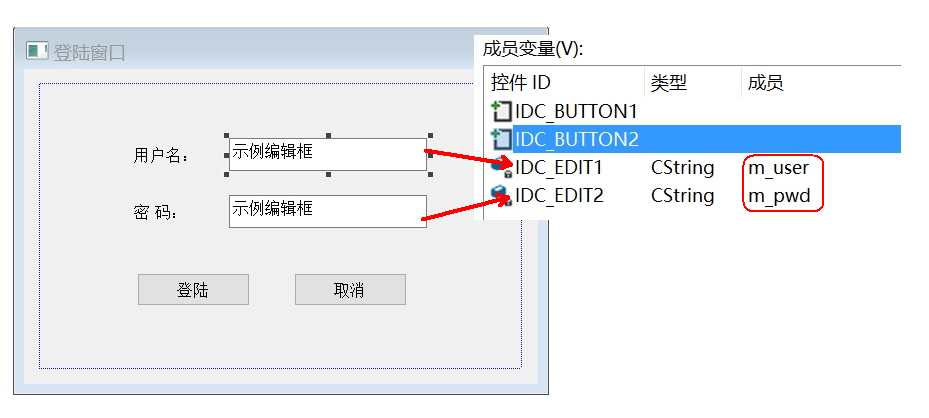 登陆窗口
用户名：
示例编辑框
密 码：
示例编辑框
登陆
取消
成员变量(V):
控件 ID 类型 成员
IDC_BUTTON1
IDC_BUTTON2
IDC_EDIT1 CString m_user
IDC_EDIT2 CString m_pwd